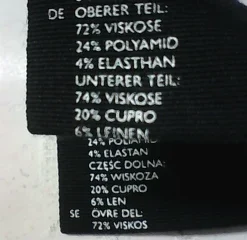 DE OBERER TEIL:
72% VISKOSE
24% POLYAMID
4% ELASTHAN
UNTERER TEIL:
74% VISKOSE
20% CUPRO
6% LEINEN
24% POLIAMID
4% ELASTAN
CZĘŚĆ DOLNA:
74% WISKOZA
20% CUPRO
6% LEN
SE ÖVRE DEL:
72% VISKOS